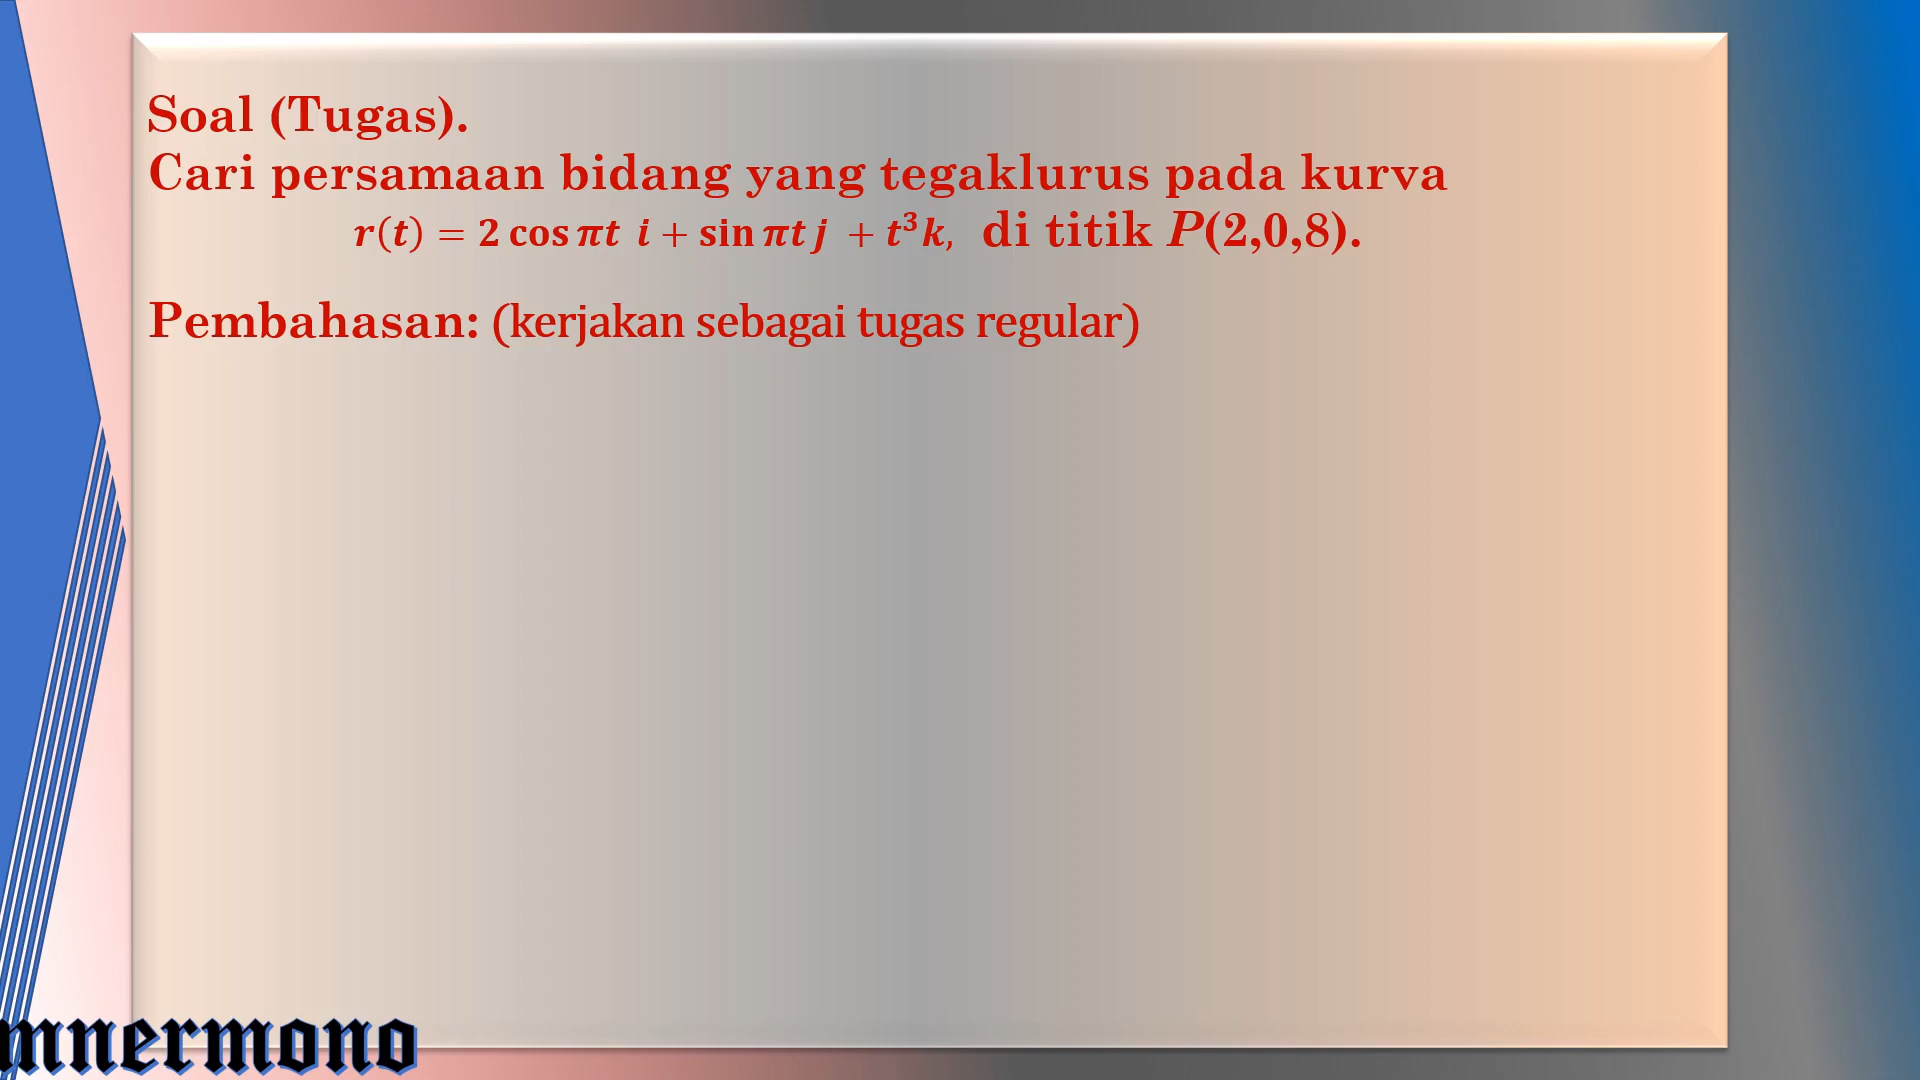 Soal (Tugas).
Cari persamaan bidang yang tegaklurus pada kurva
r(t) = 2 cos πt i + sin πt j + t³k, di titik P(2,0,8).
Pembahasan: (kerjakan sebagai tugas regular)
mnermono